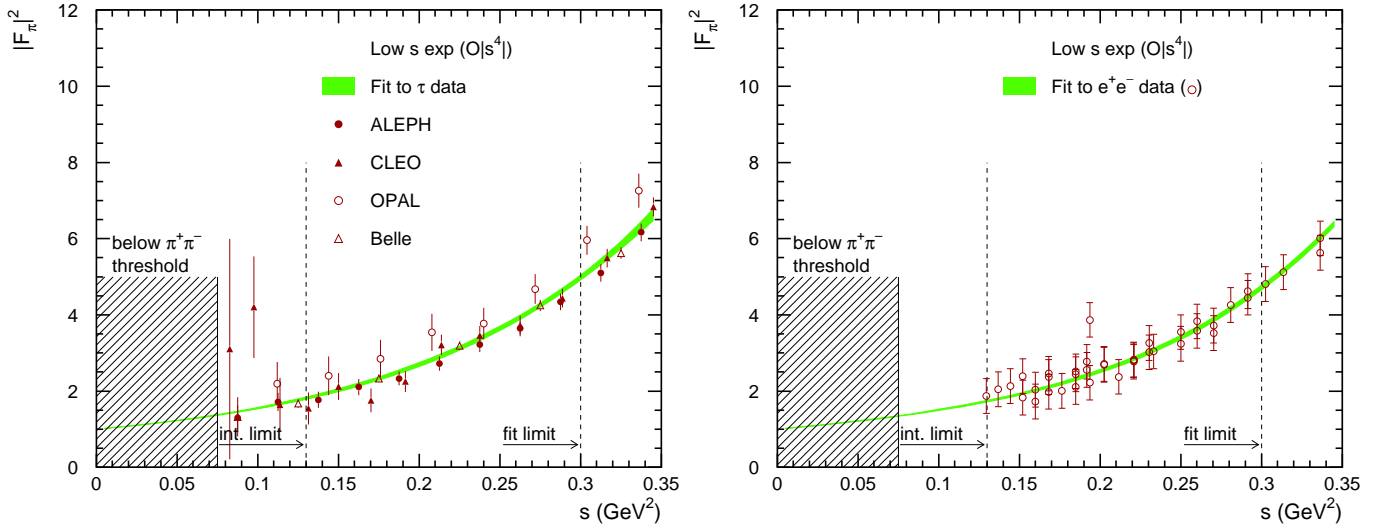 |F_π|²
Low s exp (O|s⁴|)
Fit to τ data
ALEPH
CLEO
OPAL
Belle
below π⁺π⁻
threshold
int. limit
fit limit
0
2
4
6
8
10
12
0 0.05 0.1 0.15 0.2 0.25 0.3 0.35
s (GeV²)
|F_π|²
Low s exp (O|s⁴|)
Fit to e⁺e⁻ data (○)
below π⁺π⁻
threshold
int. limit
fit limit
0
2
4
6
8
10
12
0 0.05 0.1 0.15 0.2 0.25 0.3 0.35
s (GeV²)